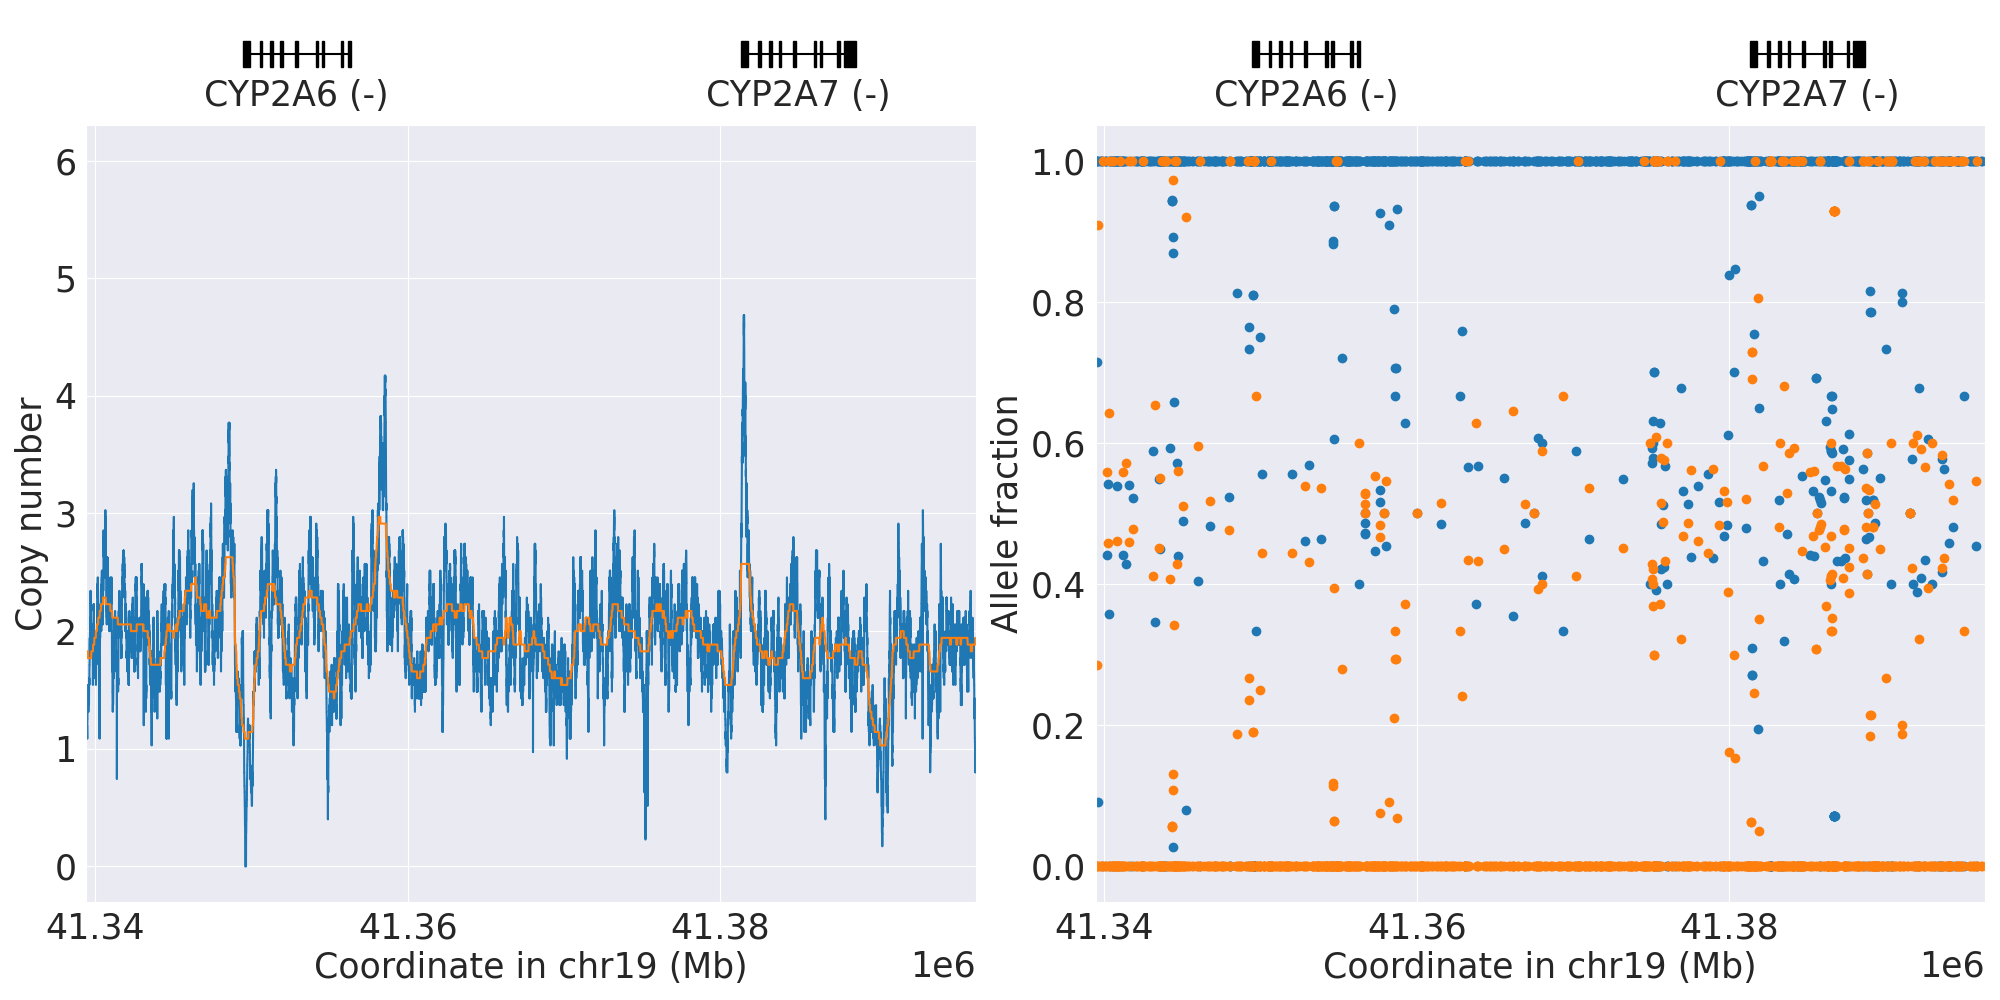 CYP2A6 (-)
CYP2A7 (-)
6
5
4
3
2
1
0
Copy number
41.34
41.36
41.38
Coordinate in chr19 (Mb)
1e6
CYP2A6 (-)
CYP2A7 (-)
1.0
0.8
0.6
0.4
0.2
0.0
Allele fraction
41.34
41.36
41.38
Coordinate in chr19 (Mb)
1e6